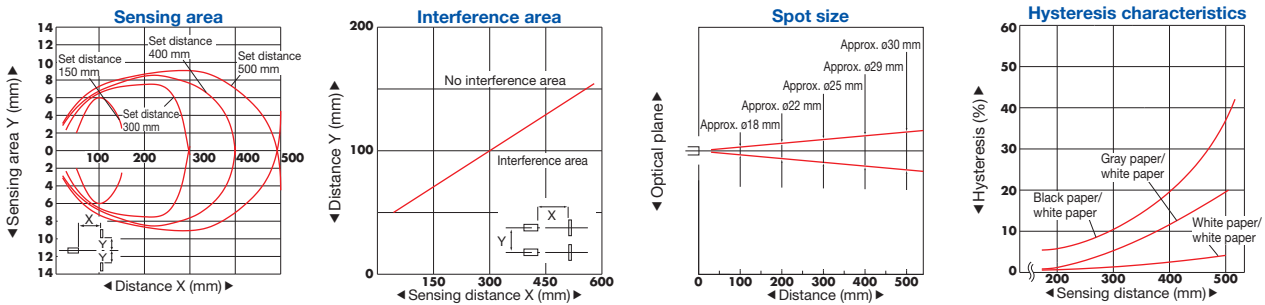 Sensing area
14
12
10
8
6
4
2
0
2
4
6
8
10
12
14
◄Sensing area Y (mm)►
Set distance
150 mm
Set distance
400 mm
Set distance
500 mm
Set distance
300 mm
100
200
300
400
500
X
Y
Y
◄Distance X (mm)►
Interference area
200
100
0
◄Distance Y (mm)►
No interference area
Interference area
X
Y
150
300
450
600
◄Sensing distance X (mm)►
Spot size
◄Optical plane►
Approx. ø30 mm
Approx. ø29 mm
Approx. ø25 mm
Approx. ø22 mm
Approx. ø18 mm
100
200
300
400
500
◄Distance (mm)►
Hysteresis characteristics
60
50
40
30
20
10
0
◄Hysteresis (%)►
Gray paper/
white paper
Black paper/
white paper
White paper/
white paper
200
300
400
500
◄Sensing distance (mm)►